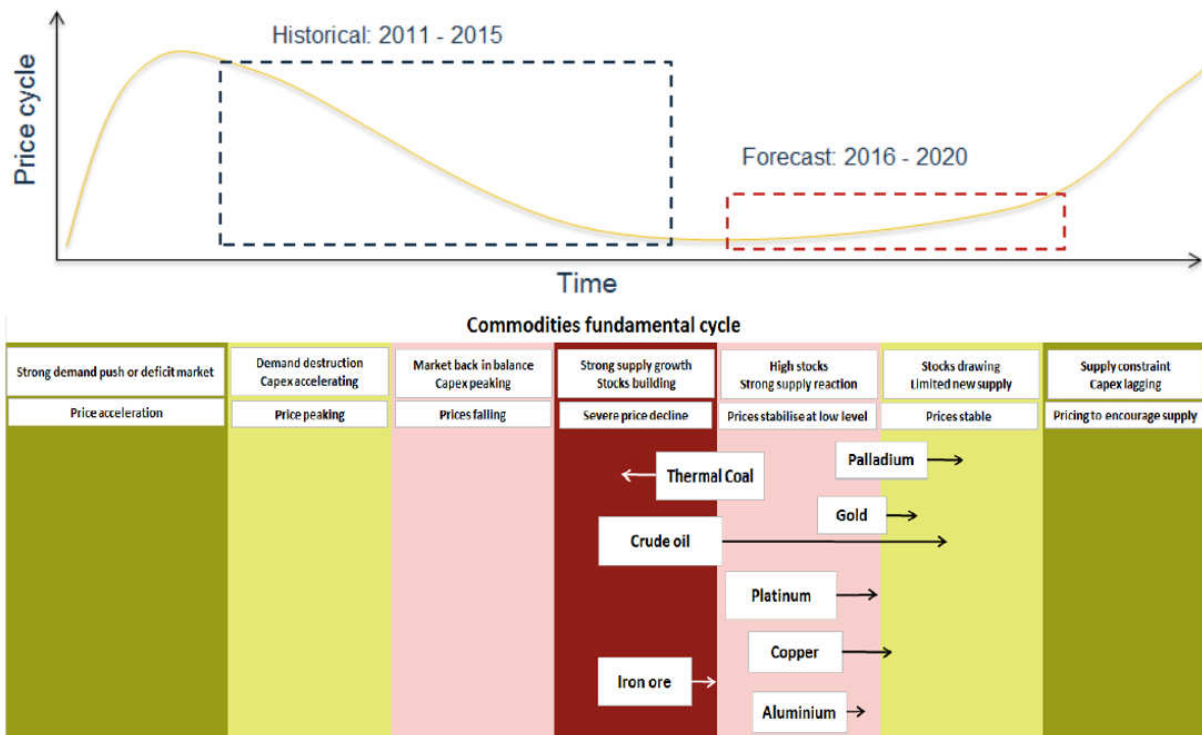 Historical: 2011 - 2015
Price cycle
Forecast: 2016 - 2020
Time
Commodities fundamental cycle
Strong demand push or deficit market
Demand destruction
Capex accelerating
Market back in balance
Capex peaking
Strong supply growth
Stocks building
High stocks
Strong supply reaction
Stocks drawing
Limited new supply
Supply constraint
Capex lagging
Price acceleration
Price peaking
Prices falling
Severe price decline
Prices stabilise at low level
Prices stable
Pricing to encourage supply
Palladium
Thermal Coal
Gold
Crude oil
Platinum
Copper
Iron ore
Aluminium